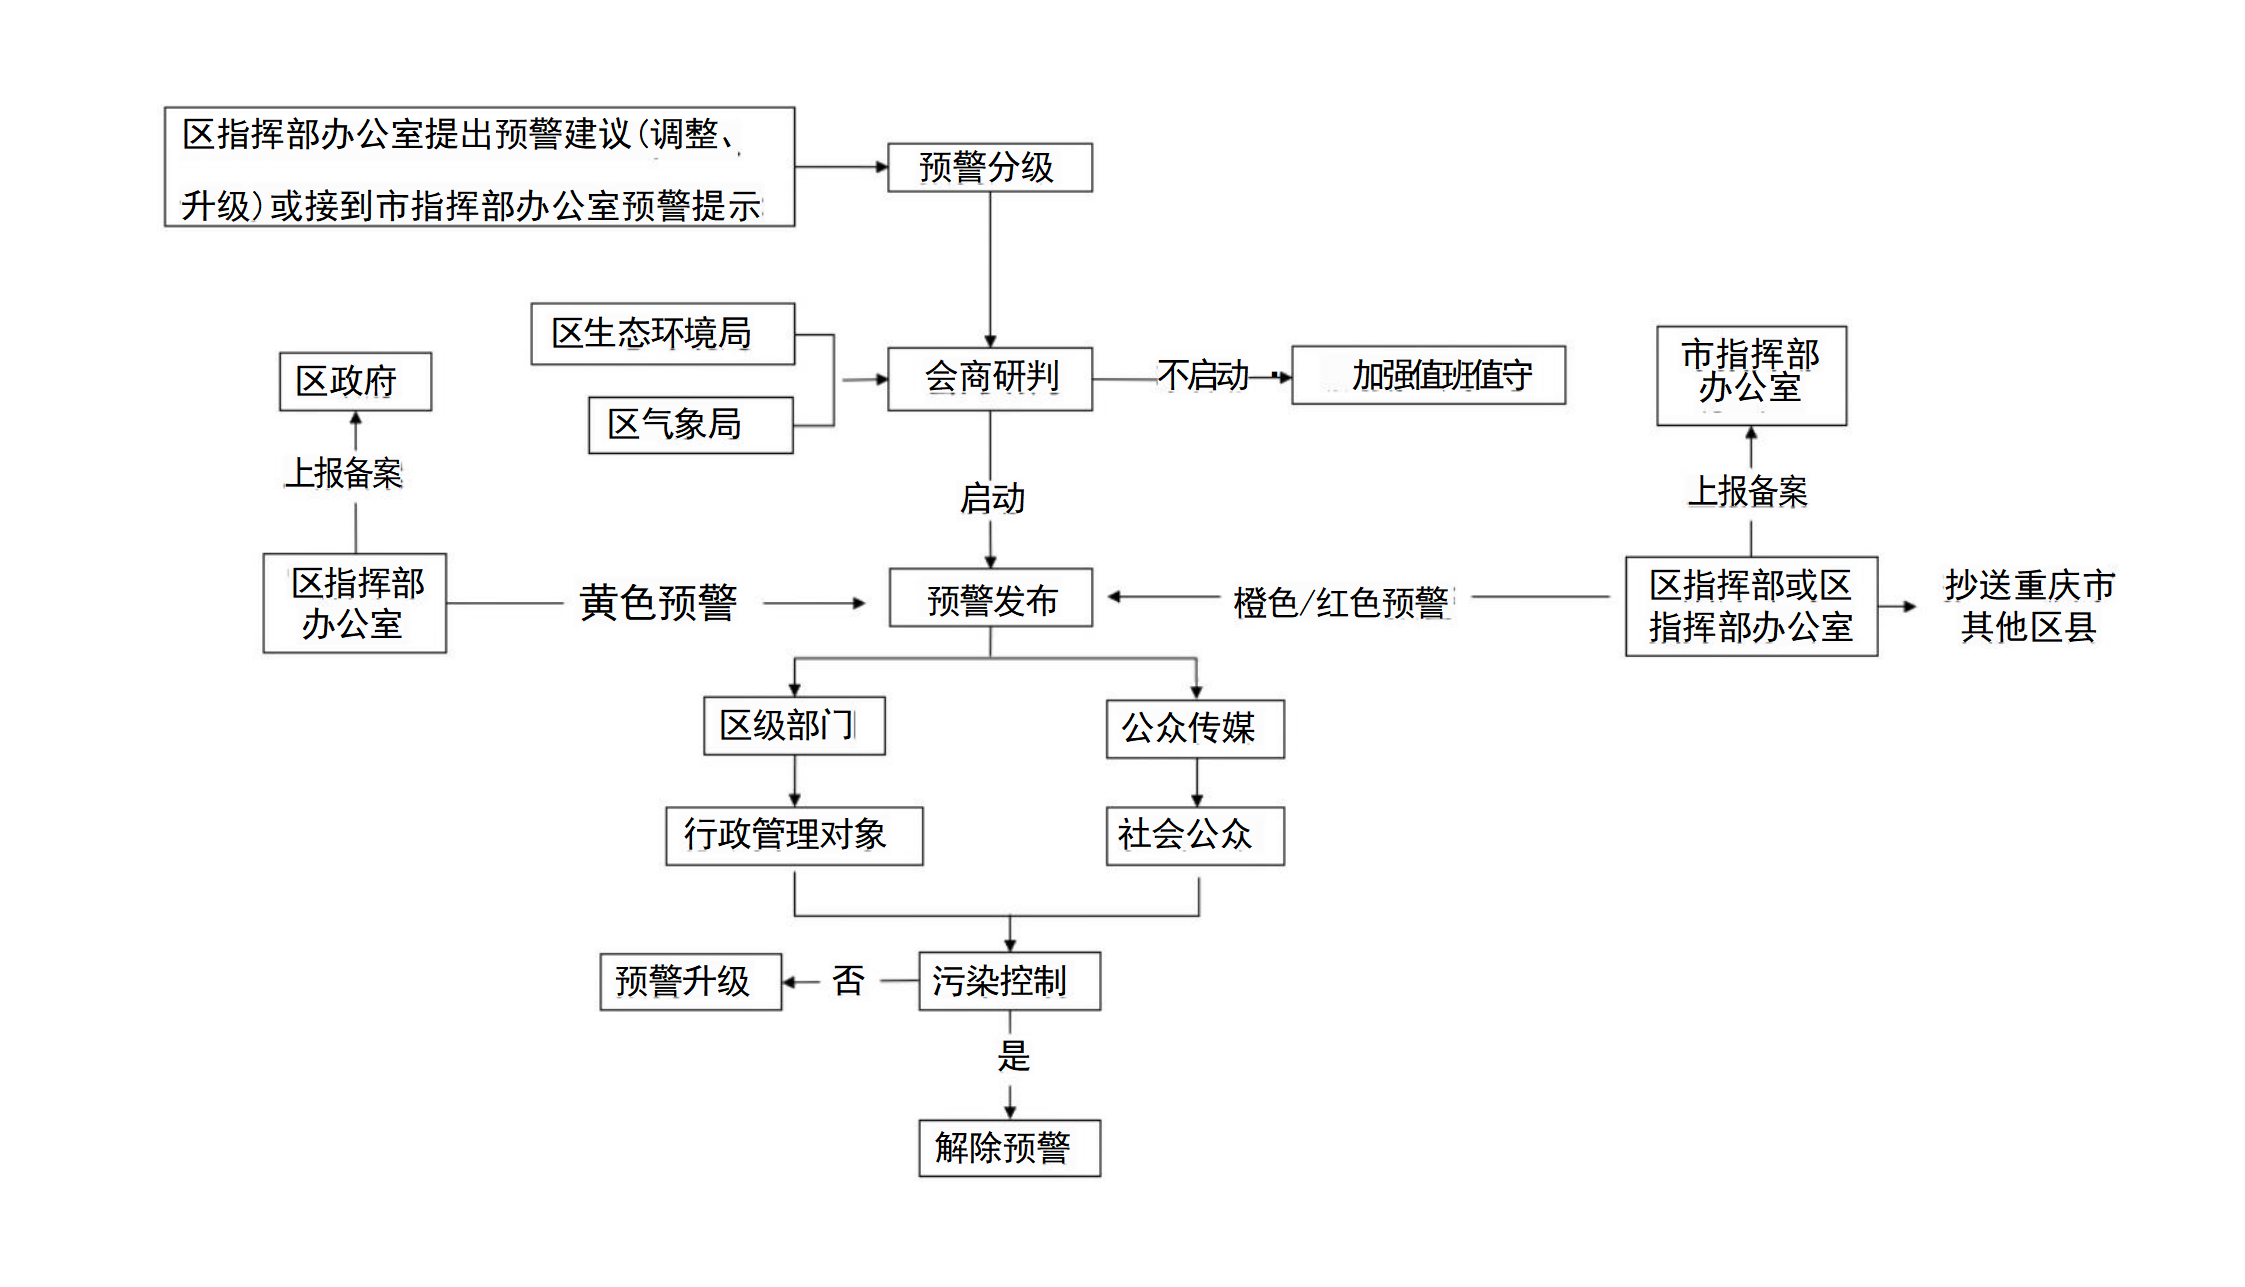 区指挥部办公室提出预警建议(调整、
升级)或接到市指挥部办公室预警提示
预警分级
区生态环境局
区气象局
会商研判
不启动
加强值班值守
市指挥部
办公室
区政府
上报备案
上报备案
启动
区指挥部
办公室
黄色预警
预警发布
橙色/红色预警
区指挥部或区
指挥部办公室
抄送重庆市
其他区县
区级部门
公众传媒
行政管理对象
社会公众
预警升级
否
污染控制
是
解除预警